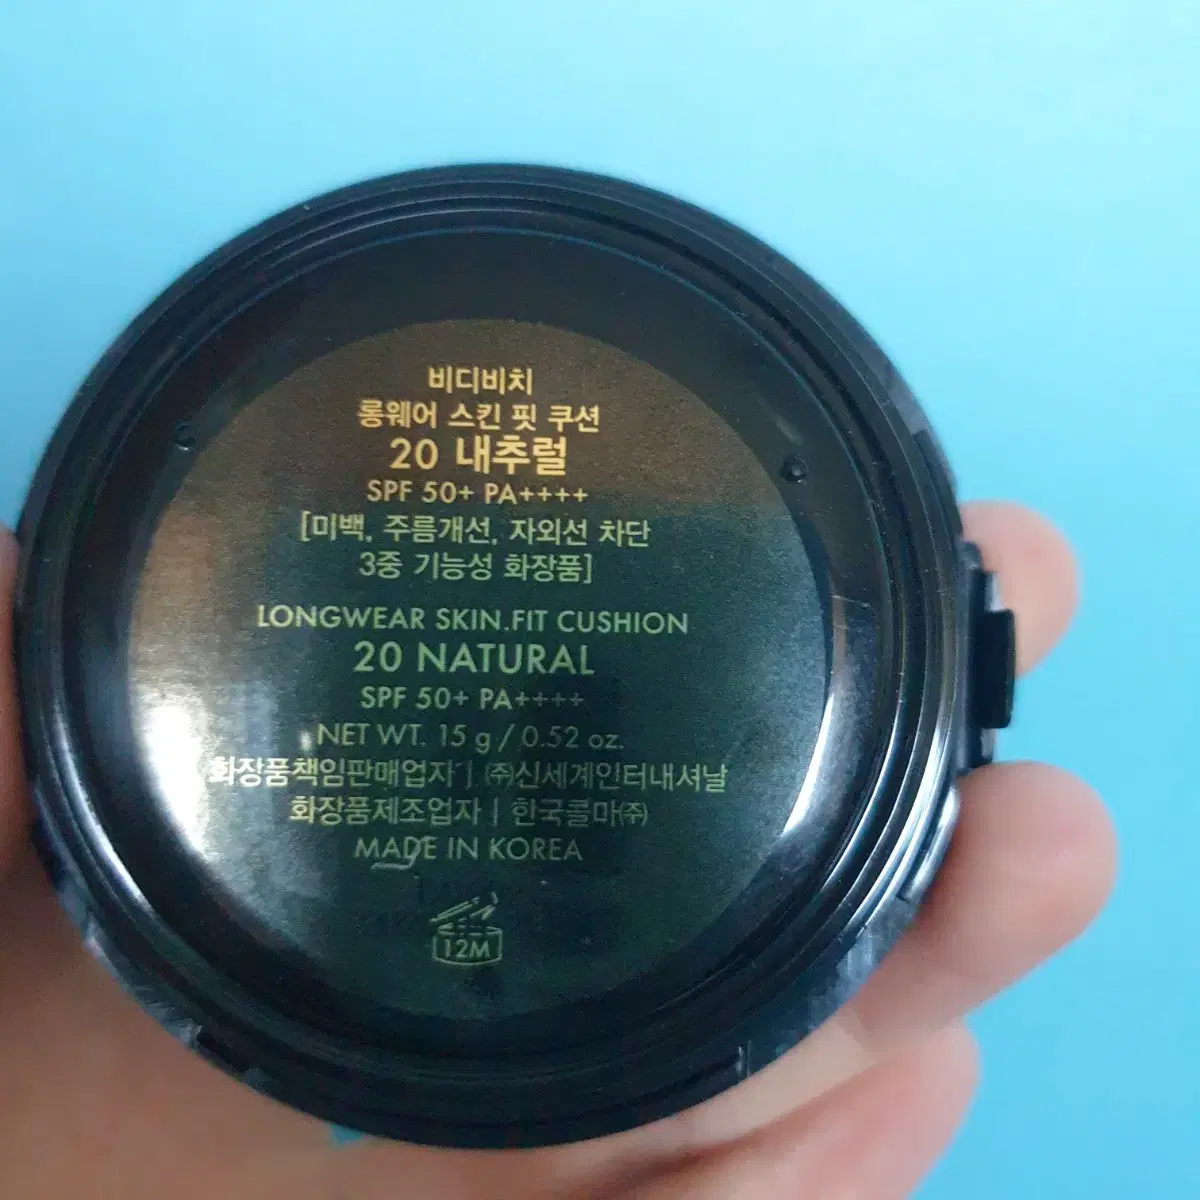 비디비치
롱웨어 스킨 핏 쿠션
20 내추럴
SPF 50+ PA++++
[미백, 주름개선, 자외선 차단
3중 기능성 화장품]
LONGWEAR SKIN.FIT CUSHION
20 NATURAL
SPF 50+ PA++++
NET WT. 15 g / 0.52 oz.
화장품책임판매업자 | ㈜신세계인터내셔날
화장품제조업자 | 한국콜마㈜
MADE IN KOREA
12M